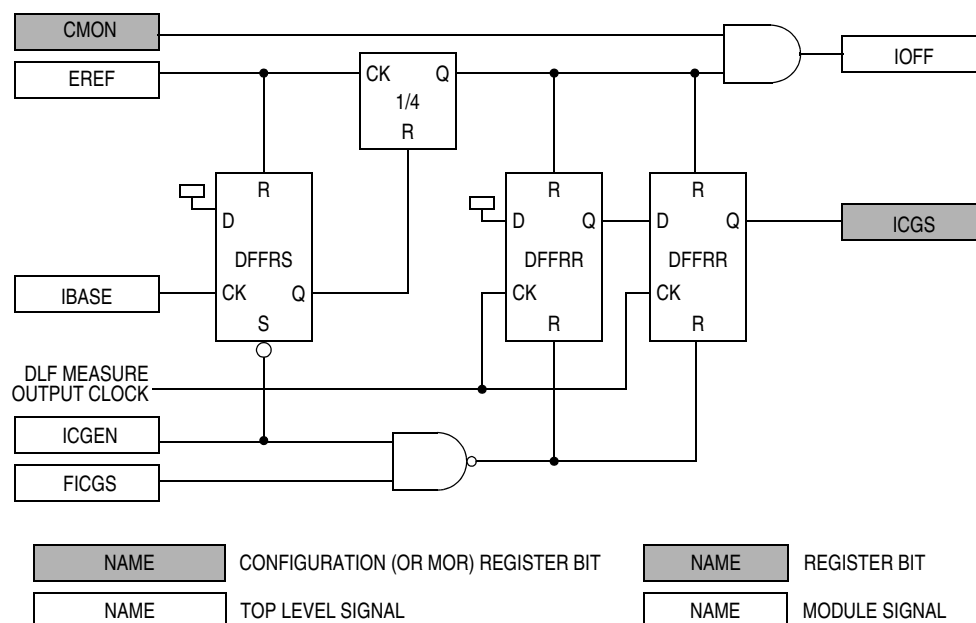 CMON
IOFF
EREF
CK Q
1/4
R
R
D
DFFRS
CK Q
S
R
D Q
DFFRR
CK
R
R
D Q
DFFRR
CK
R
ICGS
IBASE
DLF MEASURE
OUTPUT CLOCK
ICGEN
FICGS
NAME CONFIGURATION (OR MOR) REGISTER BIT
NAME REGISTER BIT
NAME TOP LEVEL SIGNAL
NAME MODULE SIGNAL